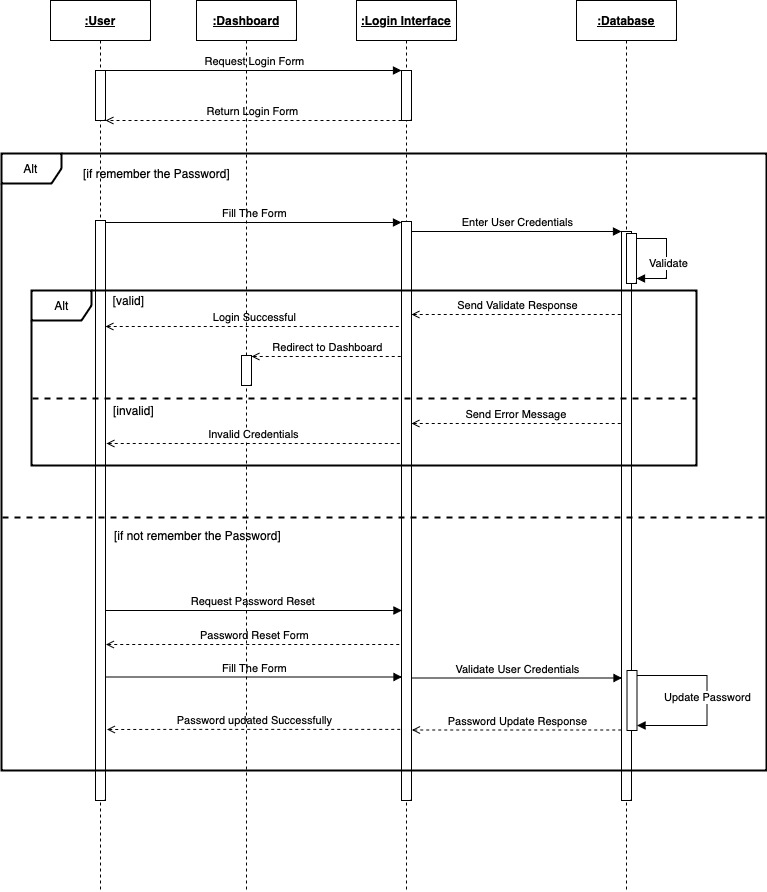 :User
:Dashboard
:Login Interface
:Database
Request Login Form
Return Login Form
Alt
[if remember the Password]
Fill The Form
Enter User Credentials
Validate
Alt
[valid]
Send Validate Response
Login Successful
Redirect to Dashboard
[invalid]
Send Error Message
Invalid Credentials
[if not remember the Password]
Request Password Reset
Password Reset Form
Fill The Form
Validate User Credentials
Update Password
Password updated Successfully
Password Update Response